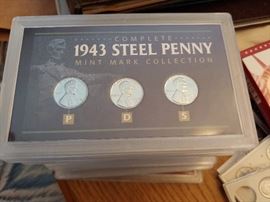 COMPLETE
1943 STEEL PENNY
MINT MARK COLLECTION
P D S